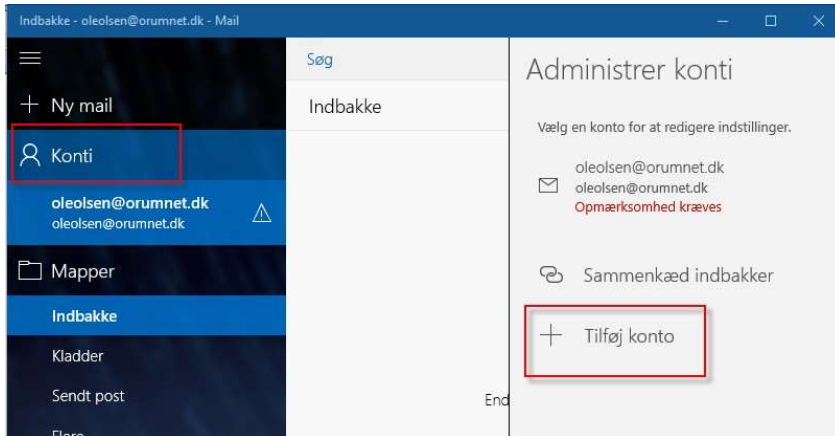 Indbakke - oleolsen@orumnet.dk - Mail
Ny mail
Konti
oleolsen@orumnet.dk
oleolsen@orumnet.dk
Mapper
Indbakke
Kladder
Sendt post
Flere
Søg
Indbakke
End
Administrer konti
Vælg en konto for at redigere indstillinger.
oleolsen@orumnet.dk
oleolsen@orumnet.dk
Opmærksomhed kræves
Sammenkæd indbakker
Tilføj konto